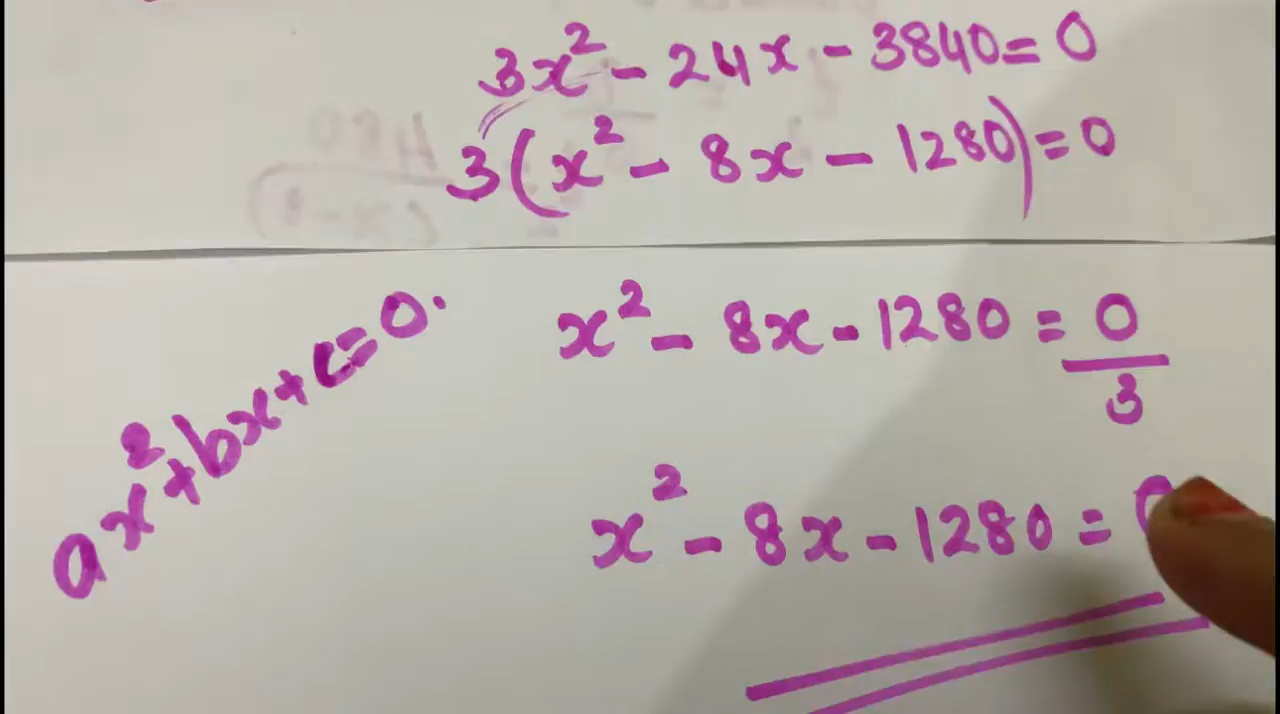 3x² - 24x - 3840 = 0
3(x² - 8x - 1280) = 0
x² - 8x - 1280 = 0/3
ax² + bx + c = 0.
x² - 8x - 1280 = 0